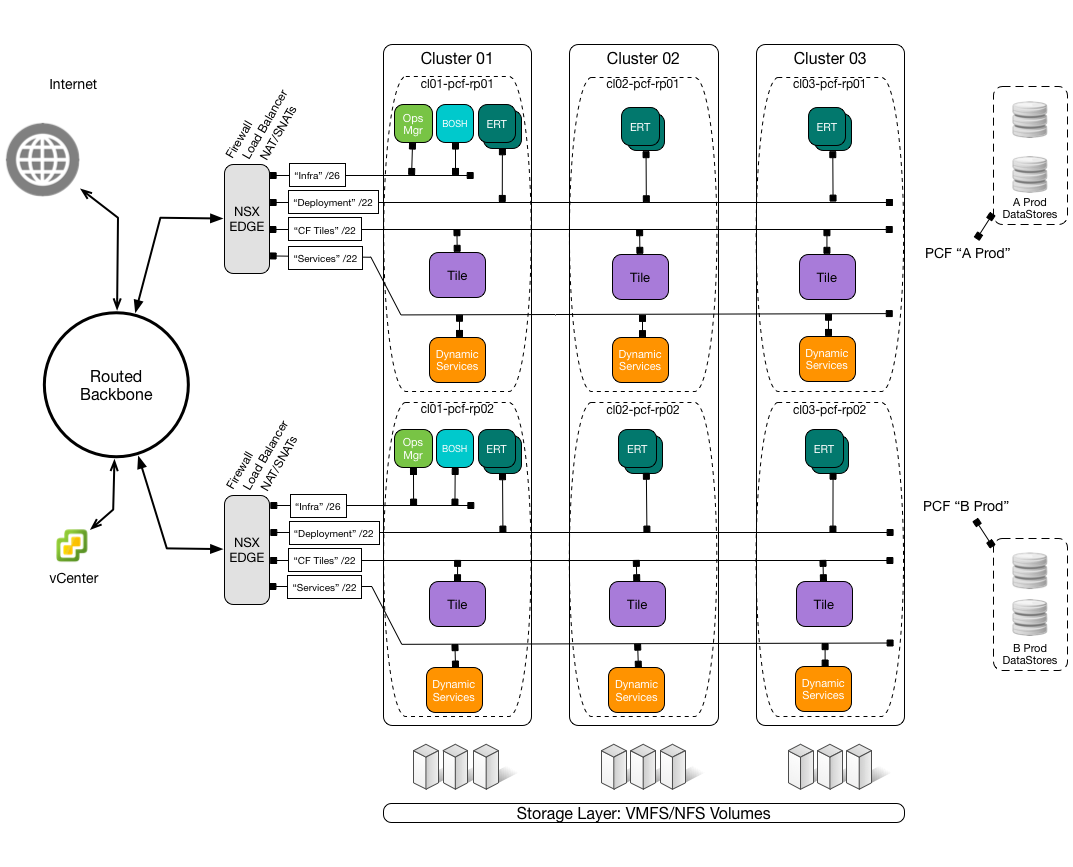 Internet
Firewall
Load Balancer
NAT/SNATs
NSX
EDGE
“Infra” /26
“Deployment” /22
“CF Tiles” /22
“Services” /22
Cluster 01
cl01-pcf-rp01
Ops
Mgr
BOSH
ERT
Tile
Dynamic
Services
Cluster 02
cl02-pcf-rp01
ERT
Tile
Dynamic
Services
Cluster 03
cl03-pcf-rp01
ERT
Tile
Dynamic
Services
A Prod
DataStores
PCF “A Prod”
Routed
Backbone
vCenter
Firewall
Load Balancer
NAT/SNATs
NSX
EDGE
“Infra” /26
“Deployment” /22
“CF Tiles” /22
“Services” /22
cl01-pcf-rp02
Ops
Mgr
BOSH
ERT
Tile
Dynamic
Services
cl02-pcf-rp02
ERT
Tile
Dynamic
Services
cl03-pcf-rp02
ERT
Tile
Dynamic
Services
PCF “B Prod”
B Prod
DataStores
Storage Layer: VMFS/NFS Volumes